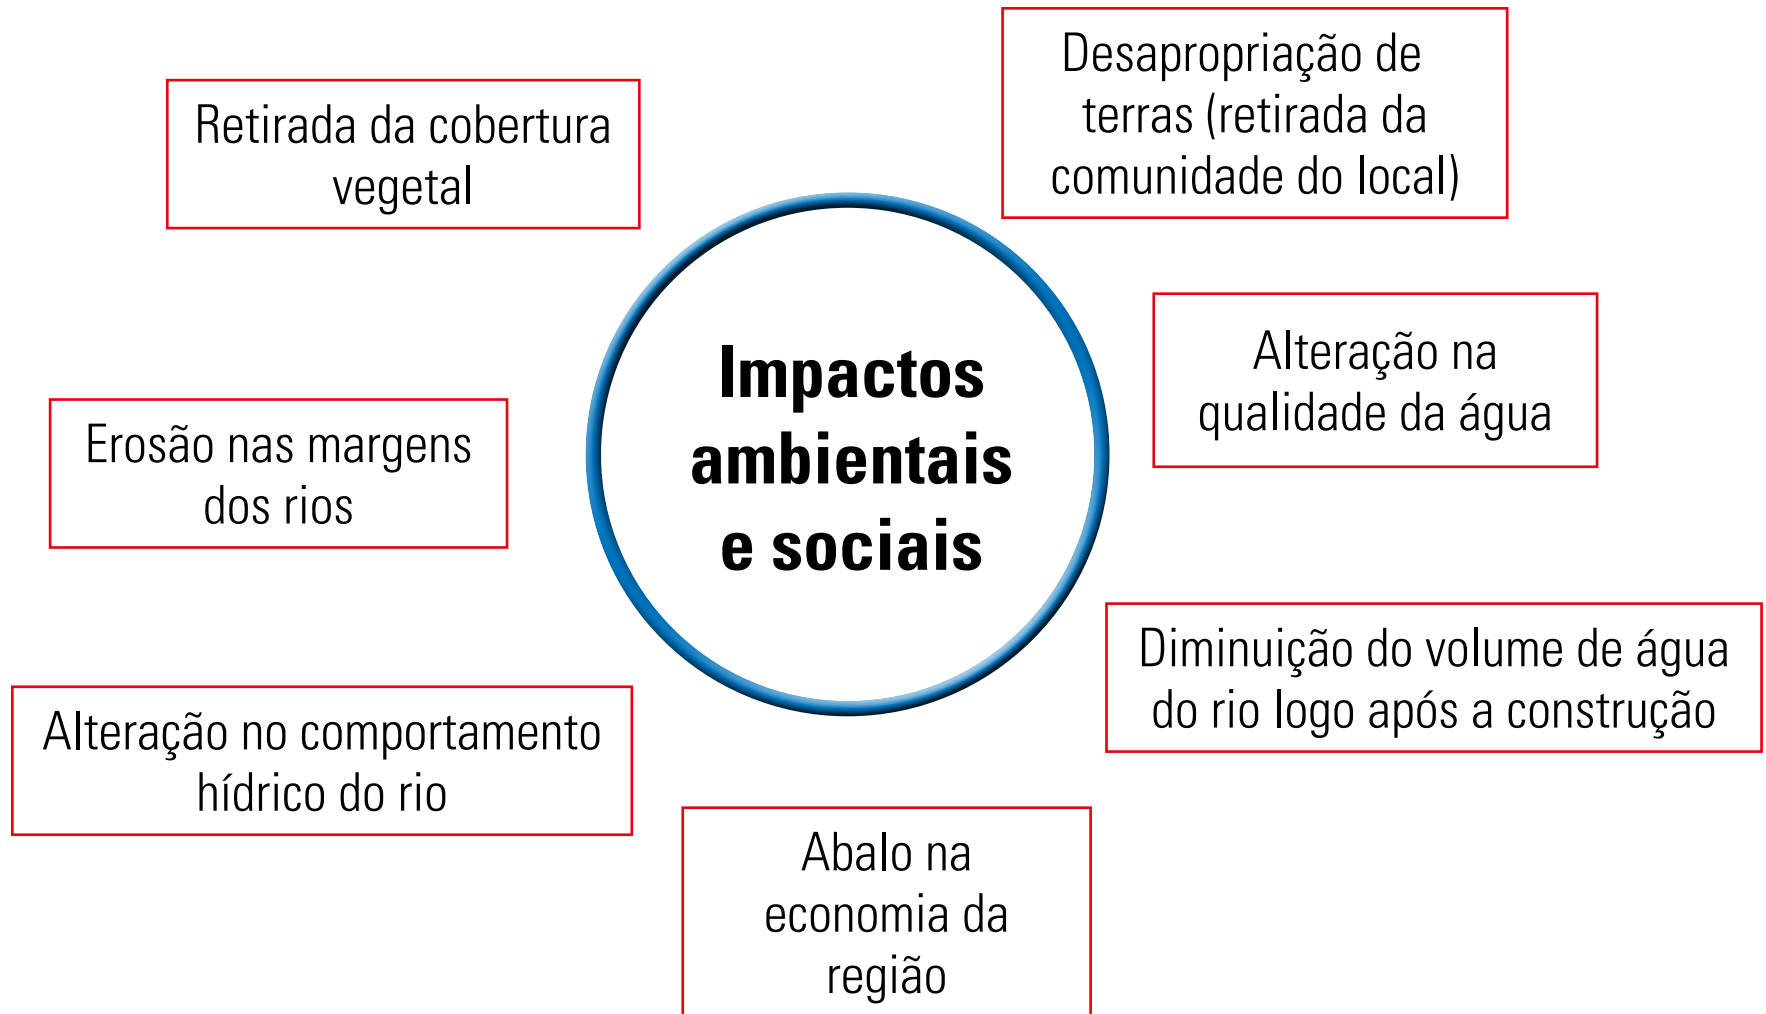 Desapropriação de
terras (retirada da
comunidade do local)
Retirada da cobertura
vegetal
Impactos
ambientais
e sociais
Alteração na
qualidade da água
Erosão nas margens
dos rios
Diminuição do volume de água
do rio logo após a construção
Alteração no comportamento
hídrico do rio
Abalo na
economia da
região